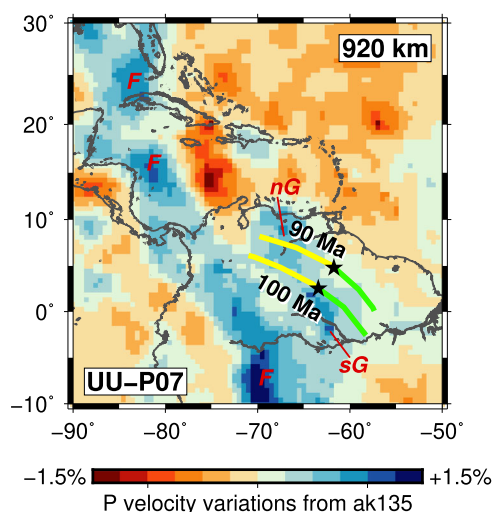 30°
920 km
F
20°
F
nG
10°
90 Ma
0°
100 Ma
sG
F
UU−P07
−10°
−90° −80° −70° −60° −50°
−1.5% +1.5%
P velocity variations from ak135